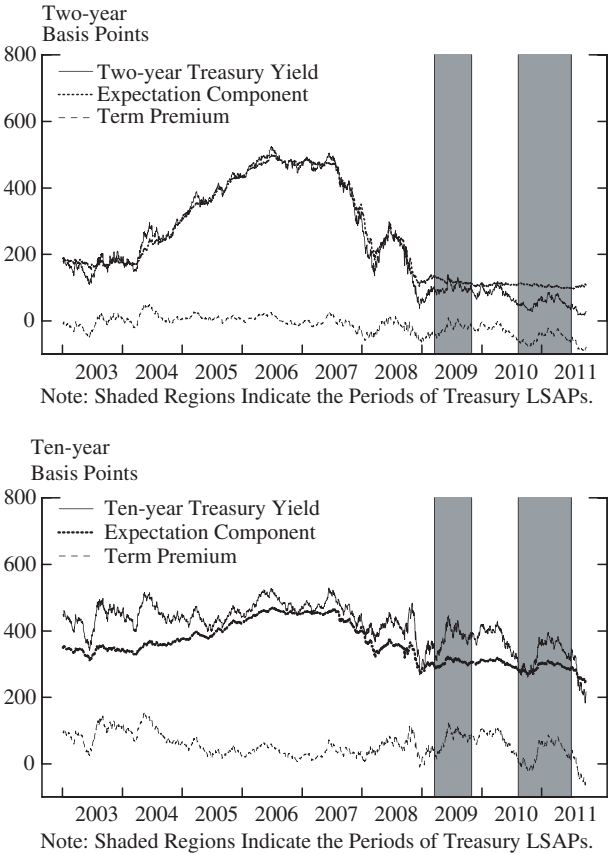 Two-year
Basis Points
800
Two-year Treasury Yield
Expectation Component
Term Premium
600
400
200
0
2003 2004 2005 2006 2007 2008 2009 2010 2011
Note: Shaded Regions Indicate the Periods of Treasury LSAPs.
Ten-year
Basis Points
800
Ten-year Treasury Yield
Expectation Component
Term Premium
600
400
200
0
2003 2004 2005 2006 2007 2008 2009 2010 2011
Note: Shaded Regions Indicate the Periods of Treasury LSAPs.